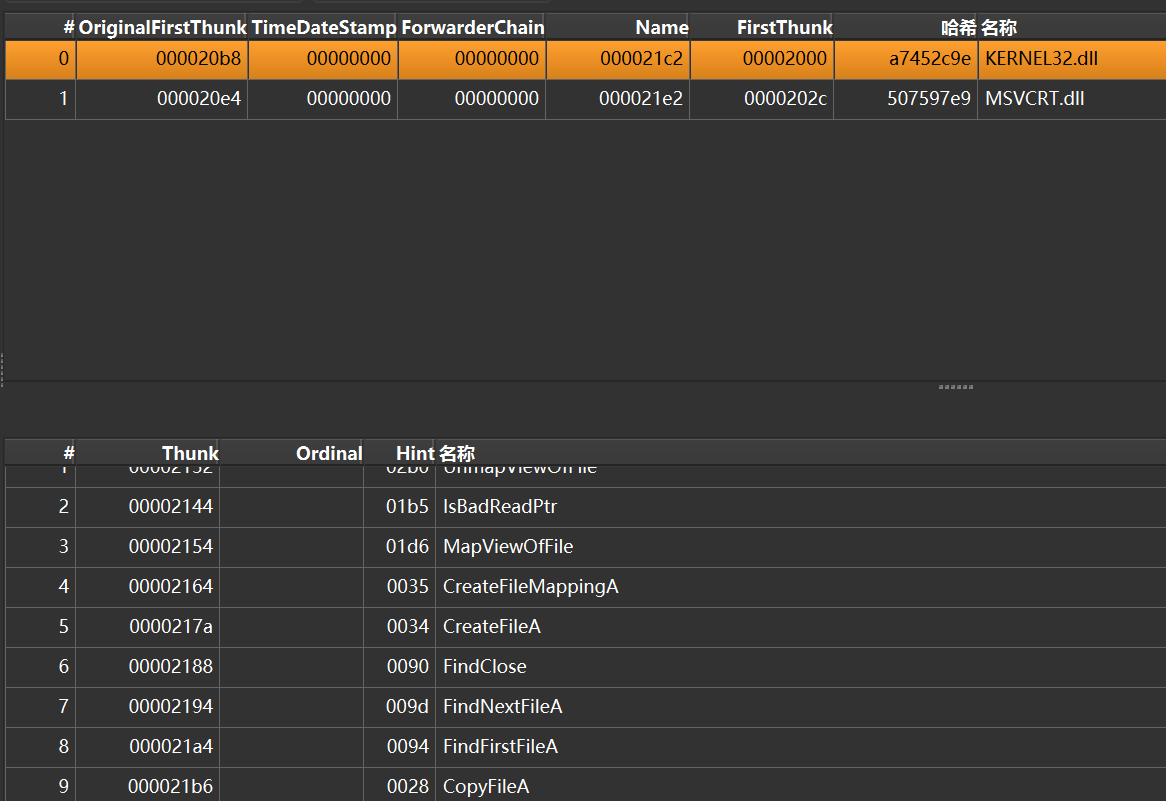 # OriginalFirstThunk TimeDateStamp ForwarderChain Name FirstThunk 哈希 名称
0 000020b8 00000000 00000000 000021c2 00002000 a7452c9e KERNEL32.dll
1 000020e4 00000000 00000000 000021e2 0000202c 507597e9 MSVCRT.dll
# Thunk Ordinal Hint 名称
1 00002132 02b0 UnmapViewOfFile
2 00002144 01b5 IsBadReadPtr
3 00002154 01d6 MapViewOfFile
4 00002164 0035 CreateFileMappingA
5 0000217a 0034 CreateFileA
6 00002188 0090 FindClose
7 00002194 009d FindNextFileA
8 000021a4 0094 FindFirstFileA
9 000021b6 0028 CopyFileA